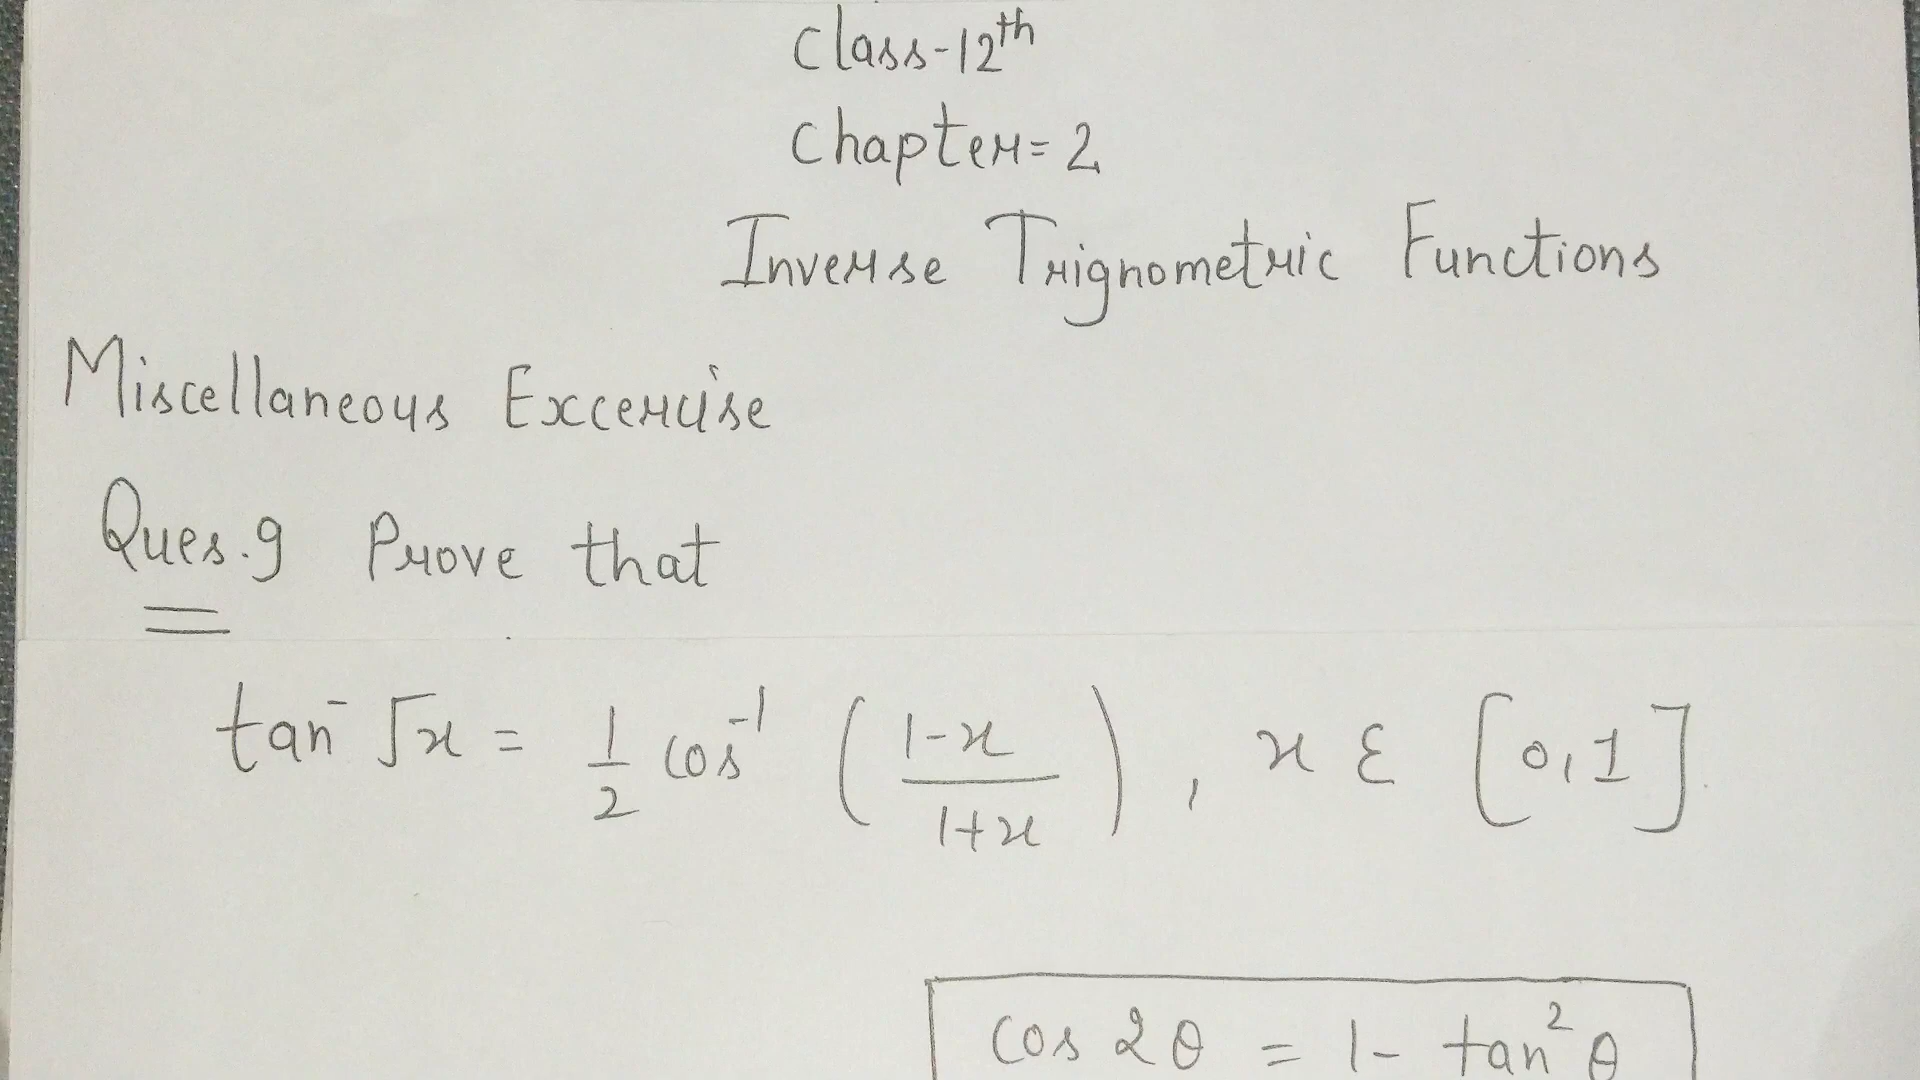 Class-12th
Chapter= 2
Inverse Trignometric Functions
Miscellaneous Excercise
Ques.9 Prove that
tan⁻ √x = 1/2 cos⁻¹ ( 1-x / 1+x ) , x ε [0,1]
cos 2θ = 1- tan²θ